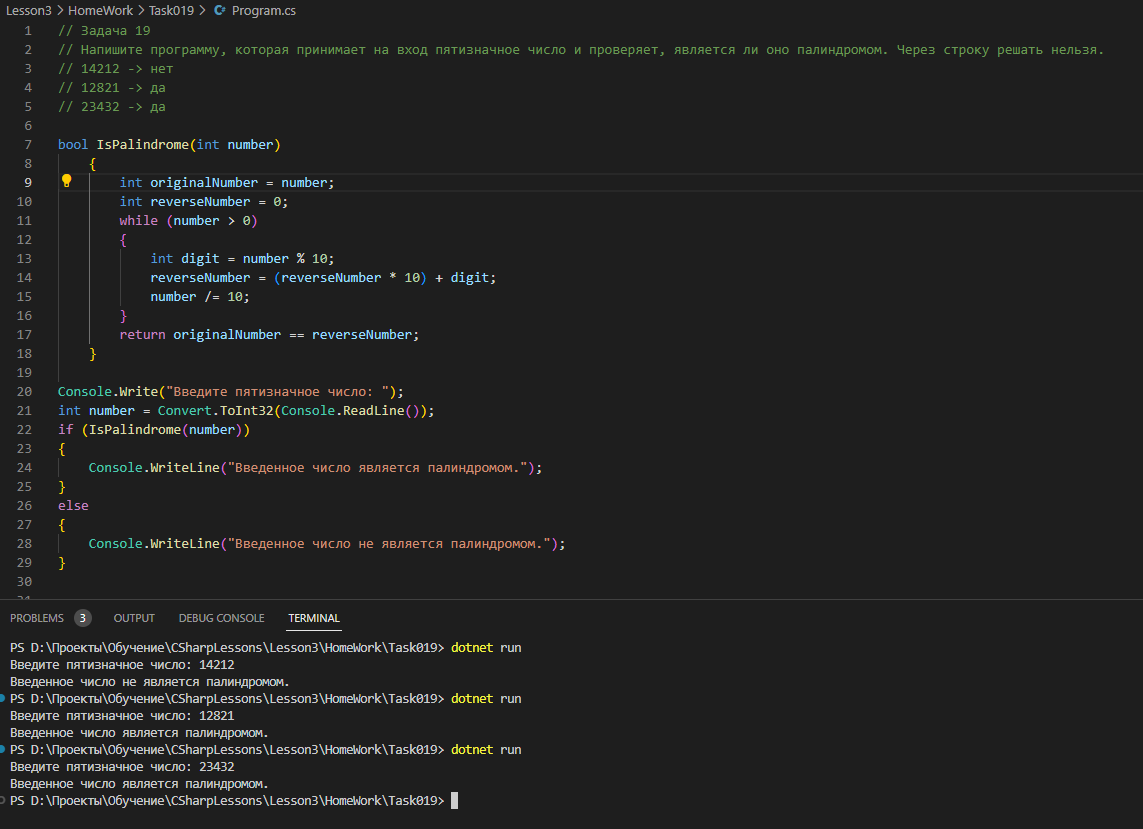 Lesson3 > HomeWork > Task019 > C# Program.cs
1 // Задача 19
2 // Напишите программу, которая принимает на вход пятизначное число и проверяет, является ли оно палиндромом. Через строку решать нельзя.
3 // 14212 -> нет
4 // 12821 -> да
5 // 23432 -> да
6
7 bool IsPalindrome(int number)
8 {
9 int originalNumber = number;
10 int reverseNumber = 0;
11 while (number > 0)
12 {
13 int digit = number % 10;
14 reverseNumber = (reverseNumber * 10) + digit;
15 number /= 10;
16 }
17 return originalNumber == reverseNumber;
18 }
19
20 Console.Write("Введите пятизначное число: ");
21 int number = Convert.ToInt32(Console.ReadLine());
22 if (IsPalindrome(number))
23 {
24 Console.WriteLine("Введенное число является палиндромом.");
25 }
26 else
27 {
28 Console.WriteLine("Введенное число не является палиндромом.");
29 }
30
31
PROBLEMS 3 OUTPUT DEBUG CONSOLE TERMINAL
PS D:\Проекты\Обучение\CSharpLessons\Lesson3\HomeWork\Task019> dotnet run
Введите пятизначное число: 14212
Введенное число не является палиндромом.
PS D:\Проекты\Обучение\CSharpLessons\Lesson3\HomeWork\Task019> dotnet run
Введите пятизначное число: 12821
Введенное число является палиндромом.
PS D:\Проекты\Обучение\CSharpLessons\Lesson3\HomeWork\Task019> dotnet run
Введите пятизначное число: 23432
Введенное число является палиндромом.
PS D:\Проекты\Обучение\CSharpLessons\Lesson3\HomeWork\Task019>